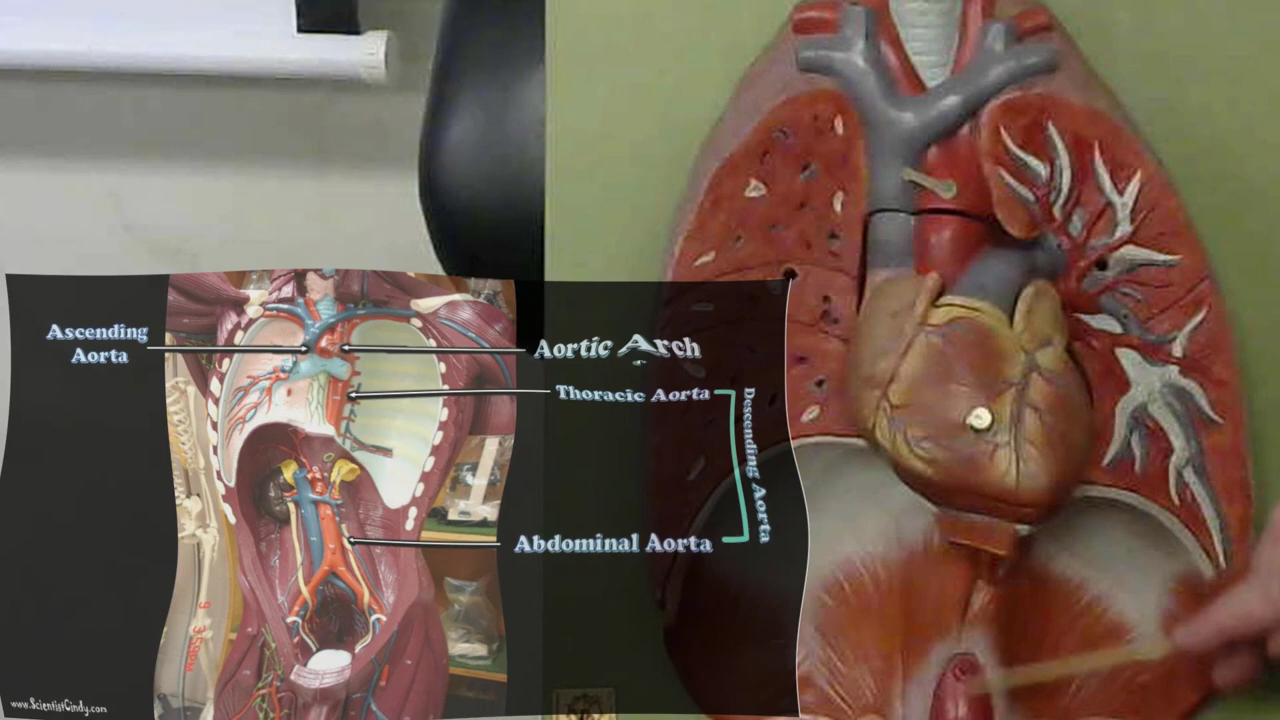 Ascending
Aorta
Aortic Arch
Thoracic Aorta
Descending Aorta
Abdominal Aorta
www.ScientistCindy.com